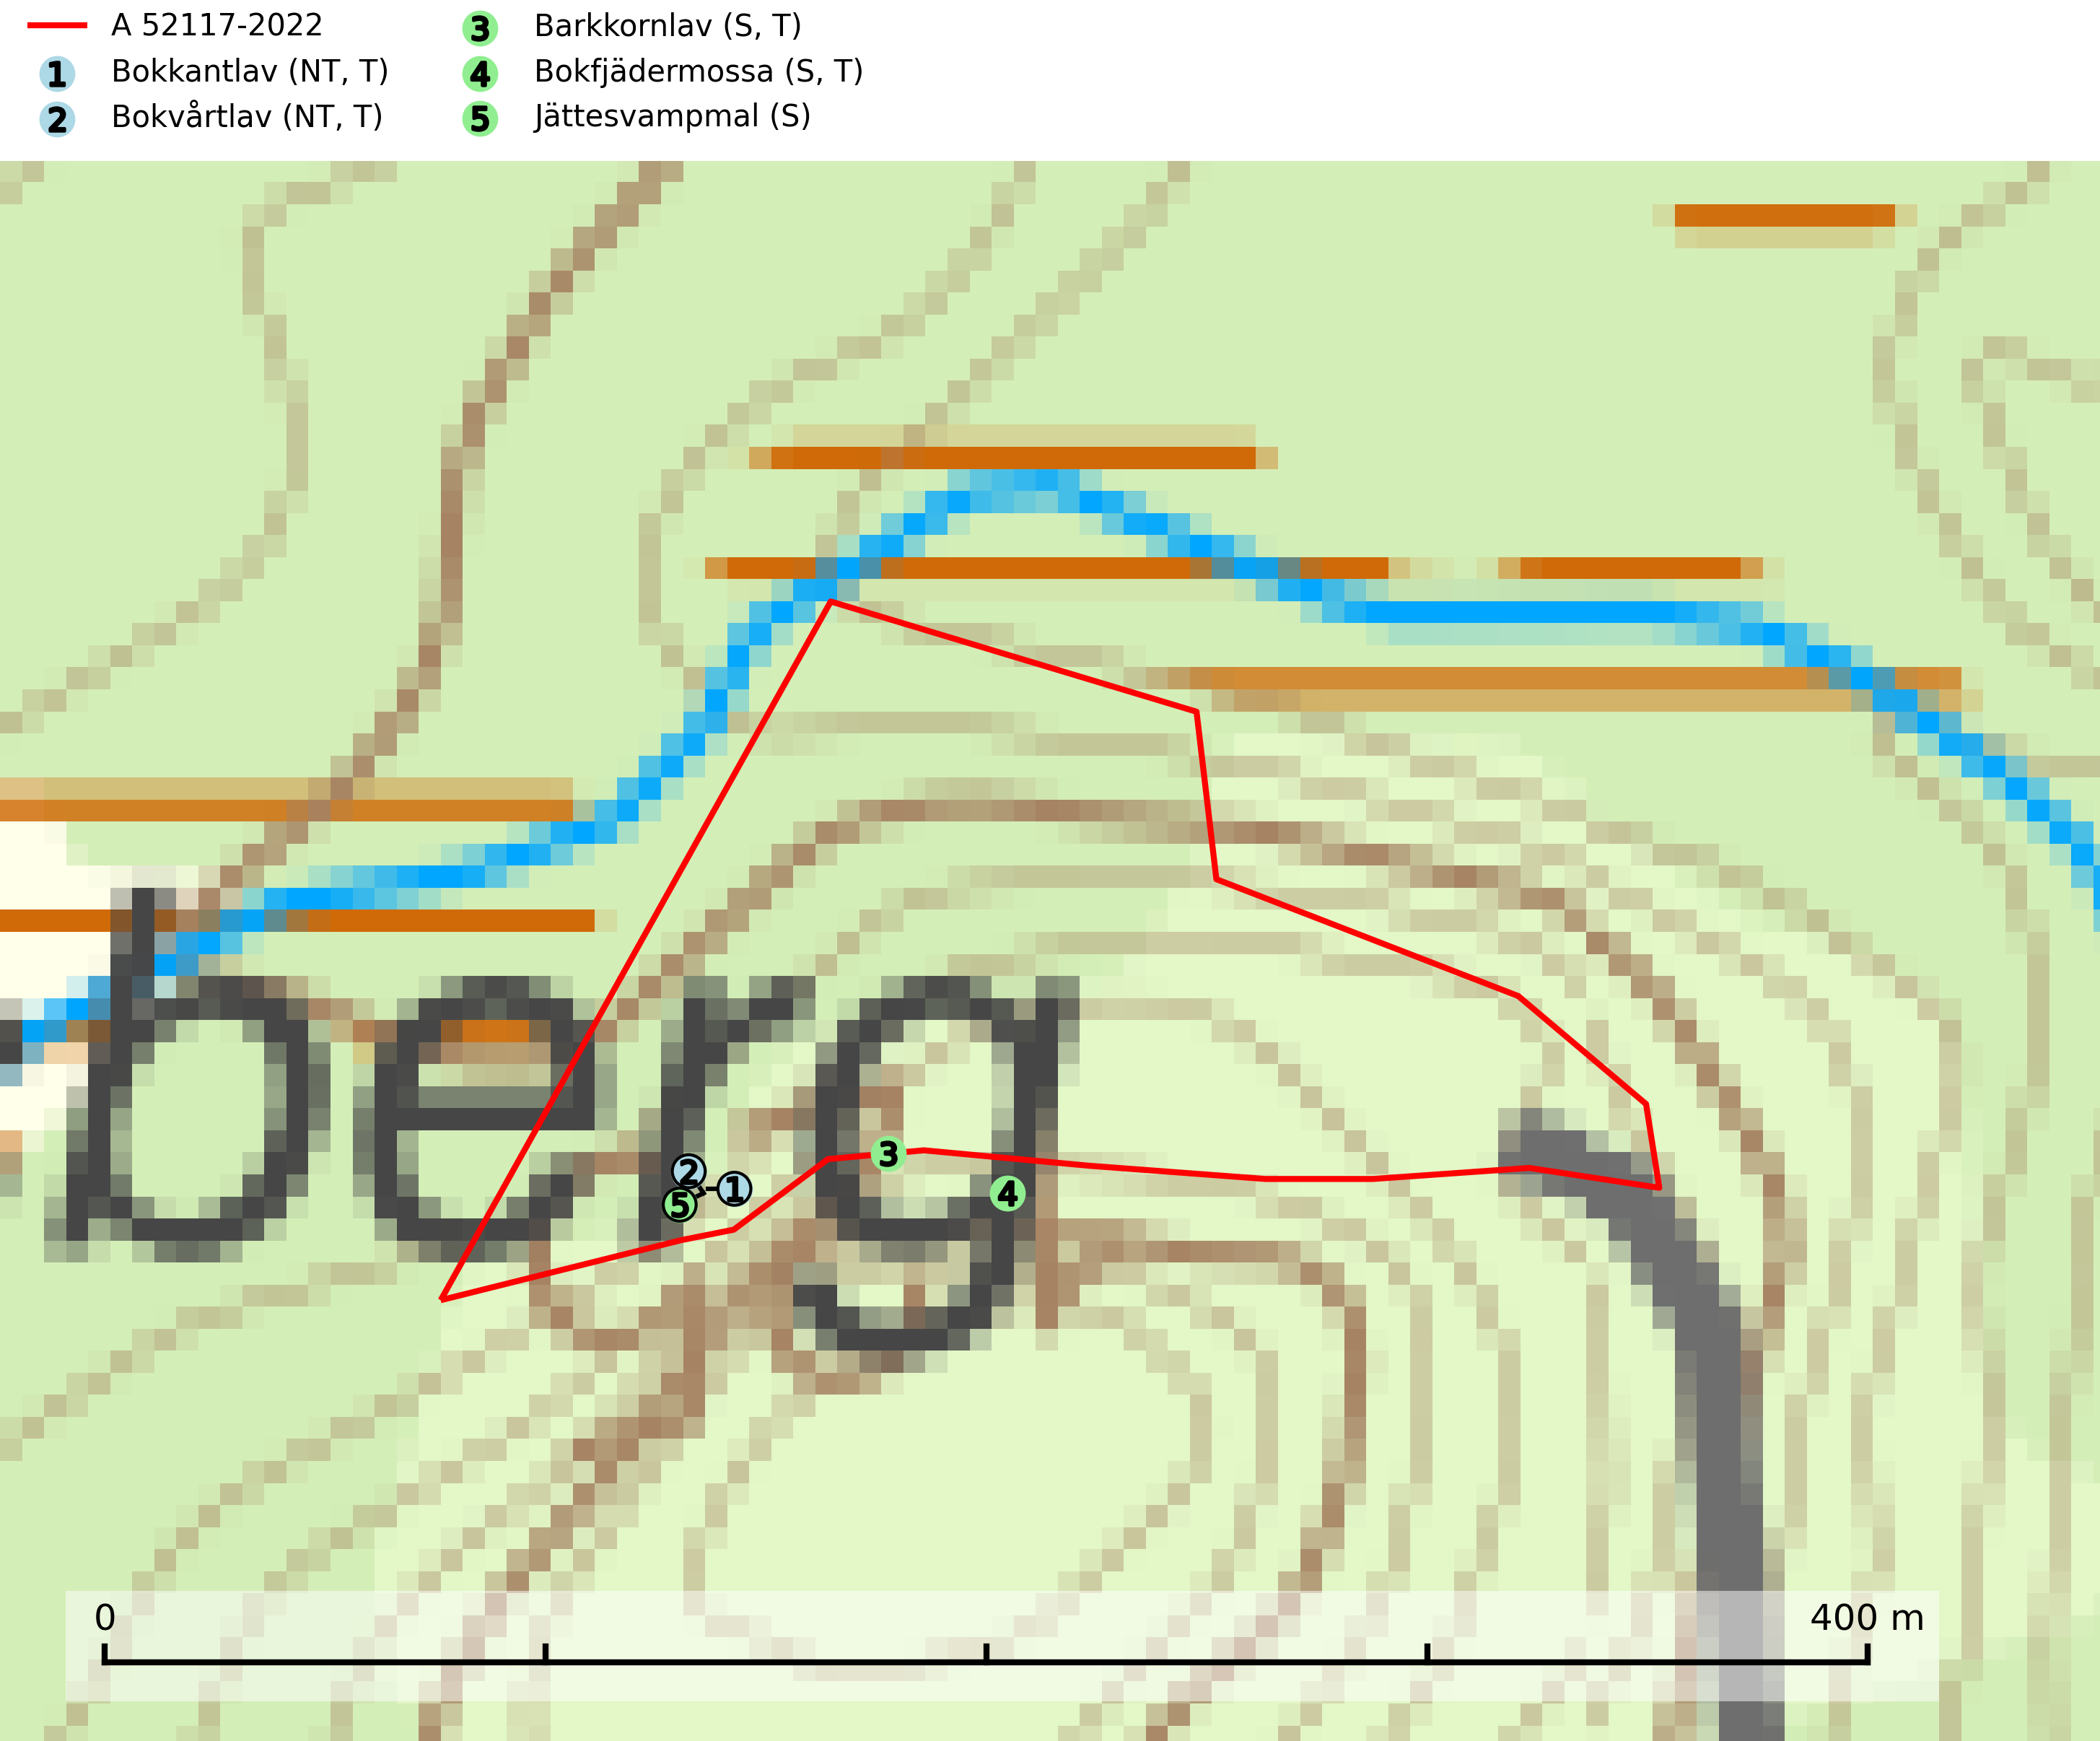 A 52117-2022
1 Bokkantlav (NT, T)
2 Bokvårtlav (NT, T)
3 Barkkornlav (S, T)
4 Bokfjädermossa (S, T)
5 Jättesvampmal (S)
berg
3
2
1
5
4
0 400 m